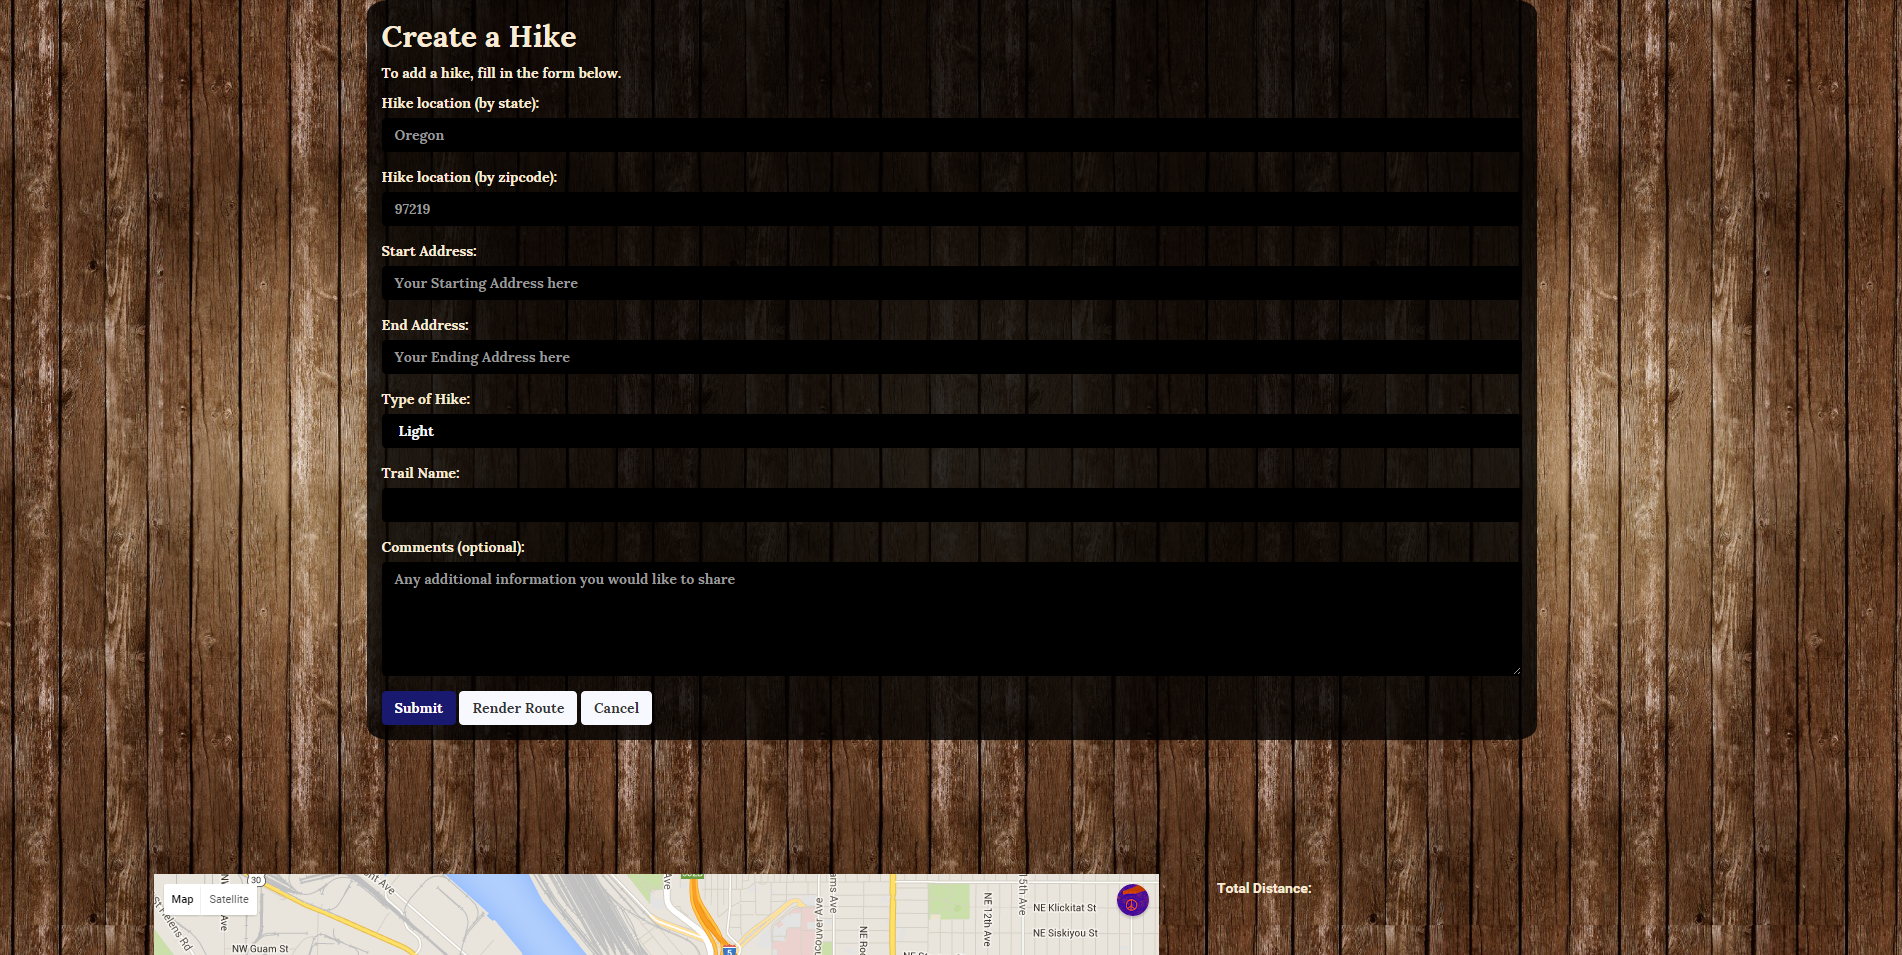 Create a Hike
To add a hike, fill in the form below.
Hike location (by state):
Oregon
Hike location (by zipcode):
97219
Start Address:
Your Starting Address here
End Address:
Your Ending Address here
Type of Hike:
Light
Trail Name:
Comments (optional):
Any additional information you would like to share
Submit Render Route Cancel
Map Satellite
30
Total Distance:
NE Klickitat St
NE Siskiyou St
NE 12th Ave
15th Ave
NW Guam St
5